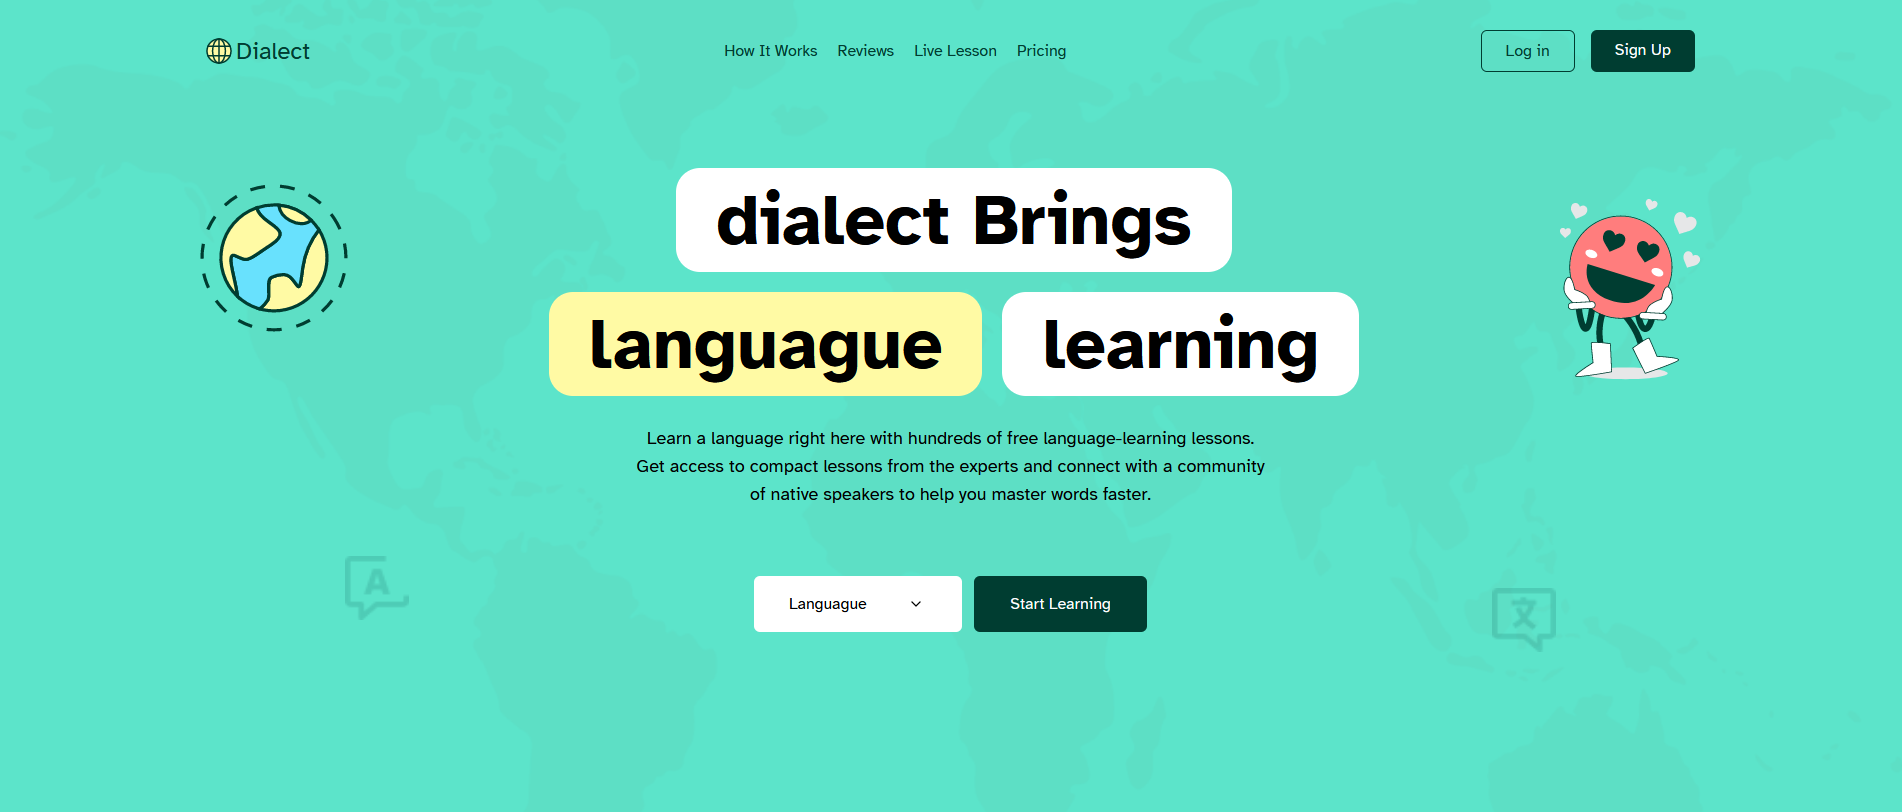 Dialect
How It Works Reviews Live Lesson Pricing
Log in Sign Up
dialect Brings
languague learning
Learn a language right here with hundreds of free language-learning lessons.
Get access to compact lessons from the experts and connect with a community
of native speakers to help you master words faster.
A
文
Languague Start Learning